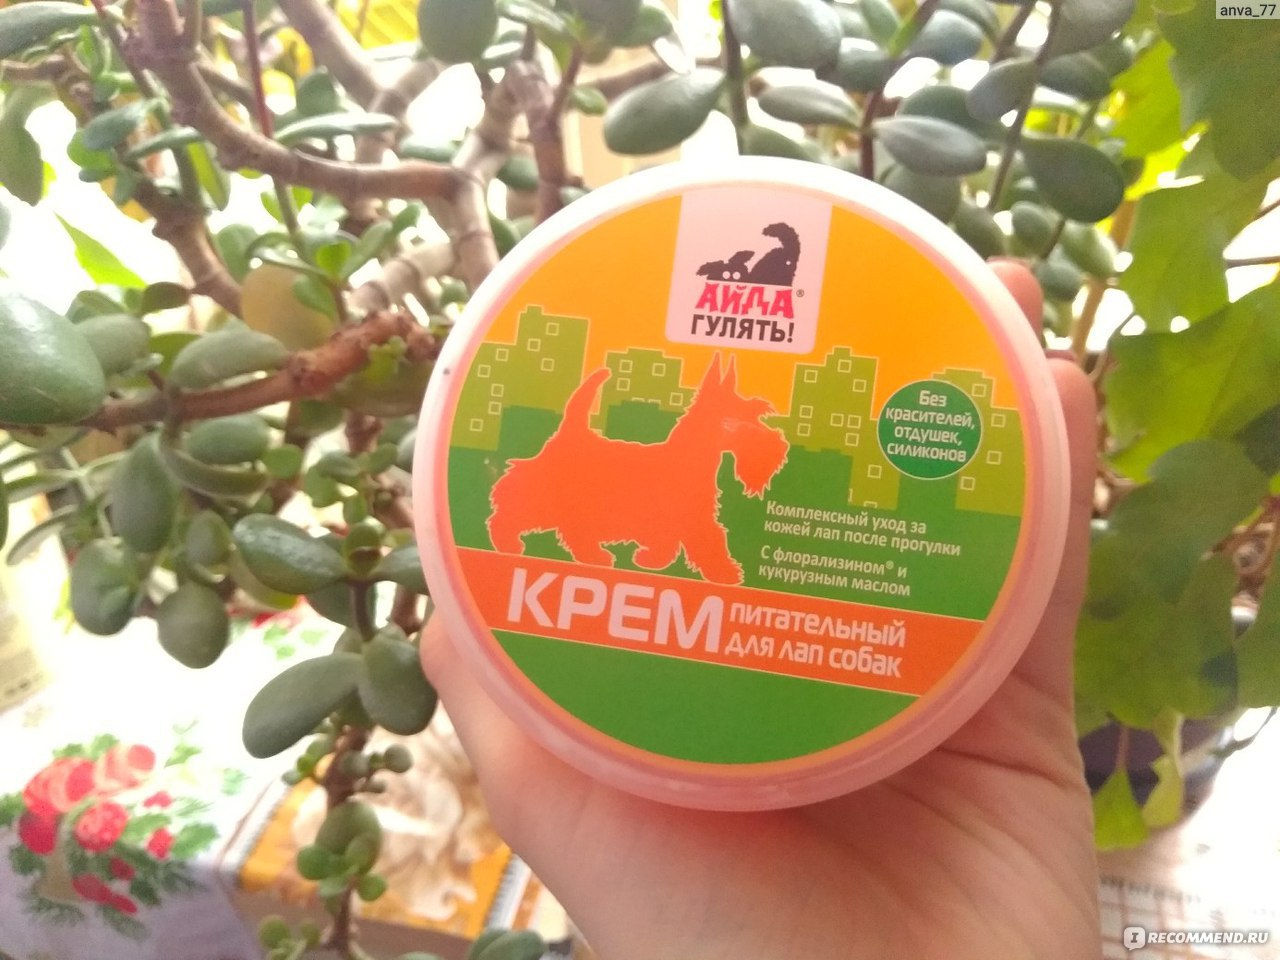 anva_77
АЙДА®
ГУЛЯТЬ!
Без
красителей,
отдушек,
силиконов
Комплексный уход за
кожей лап после прогулки
С флорализином® и
кукурузным маслом
КРЕМ
питательный
для лап собак
IRECOMMEND.RU